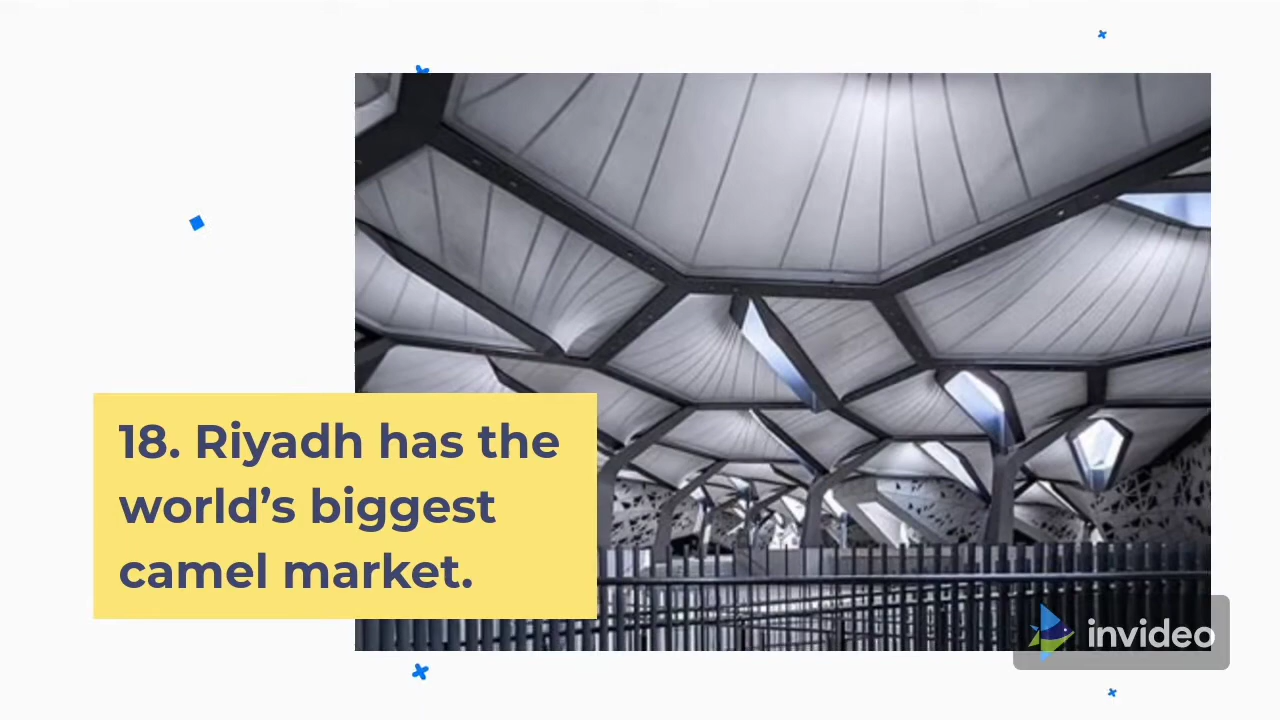 18. Riyadh has the
world’s biggest
camel market.
invideo